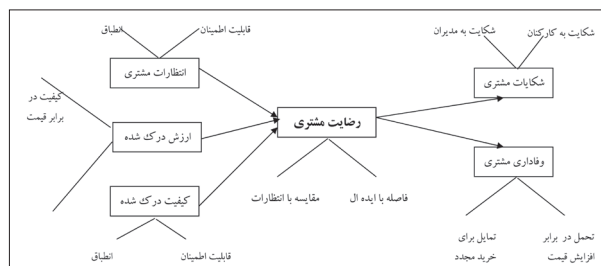 شکایت به کارکنان
شکایت به مدیران
قابلیت اطمینان
انطباق
شکایات مشتری
انتظارات مشتری
کیفیت در
برابر قیمت
رضایت مشتری
ارزش درک شده
وفاداری مشتری
کیفیت درک شده
فاصله با ایده ال
مقایسه با انتظارات
تحمل در برابر
افزایش قیمت
تمایل برای
خرید مجدد
قابلیت اطمینان
انطباق